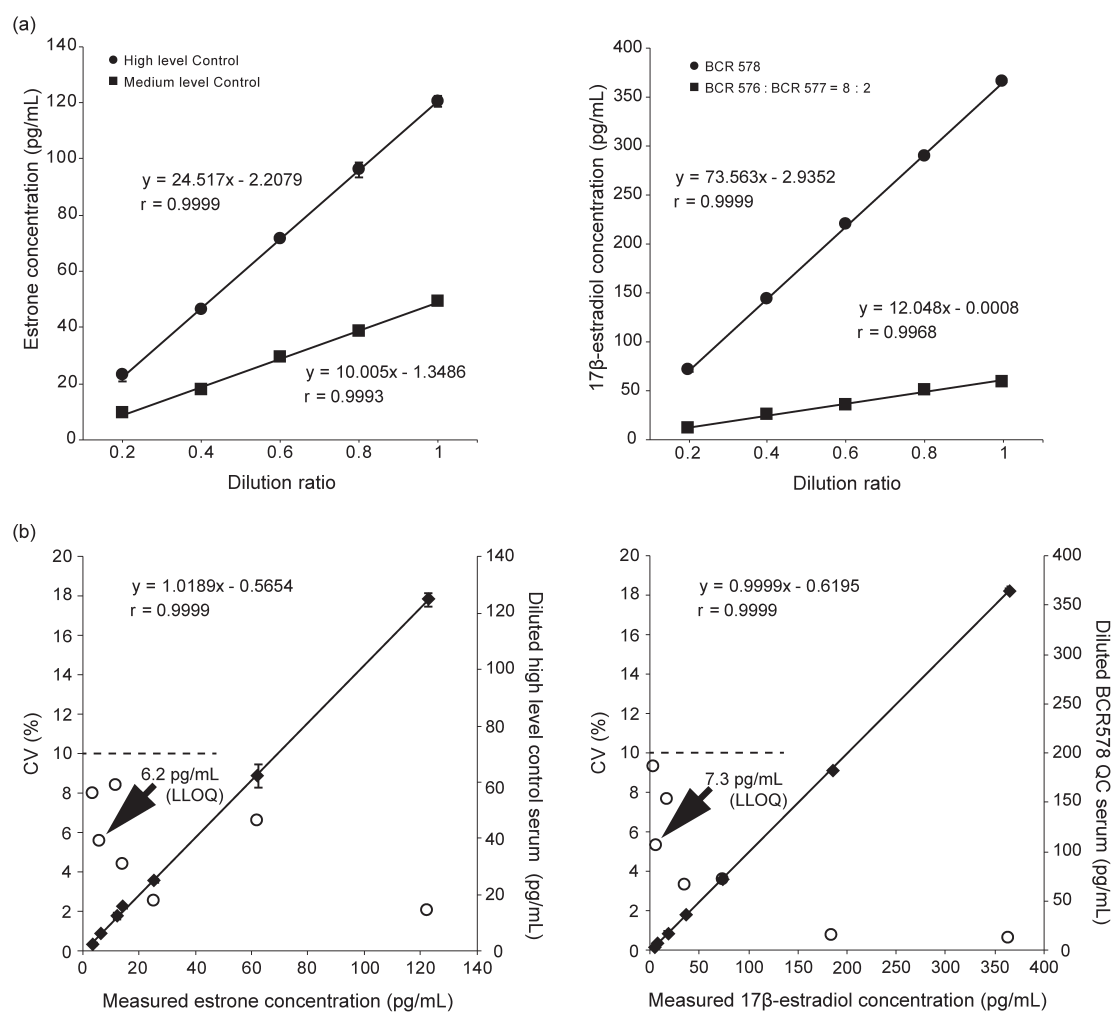 (a)
140
120
100
80
60
40
20
0
Estrone concentration (pg/mL)
High level Control
Medium level Control
y = 24.517x - 2.2079
r = 0.9999
y = 10.005x - 1.3486
r = 0.9993
0.2 0.4 0.6 0.8 1
Dilution ratio
400
350
300
250
200
150
100
50
0
17β-estradiol concentration (pg/mL)
BCR 578
BCR 576 : BCR 577 = 8 : 2
y = 73.563x - 2.9352
r = 0.9999
y = 12.048x - 0.0008
r = 0.9968
0.2 0.4 0.6 0.8 1
Dilution ratio
(b)
20
18
16
14
12
10
8
6
4
2
0
CV (%)
y = 1.0189x - 0.5654
r = 0.9999
6.2 pg/mL
(LLOQ)
140
120
100
80
60
40
20
0
Diluted high level control serum (pg/mL)
0 20 40 60 80 100 120 140
Measured estrone concentration (pg/mL)
20
18
16
14
12
10
8
6
4
2
0
CV (%)
y = 0.9999x - 0.6195
r = 0.9999
7.3 pg/mL
(LLOQ)
400
350
300
250
200
150
100
50
0
Diluted BCR578 QC serum (pg/mL)
0 50 100 150 200 250 300 350 400
Measured 17β-estradiol concentration (pg/mL)